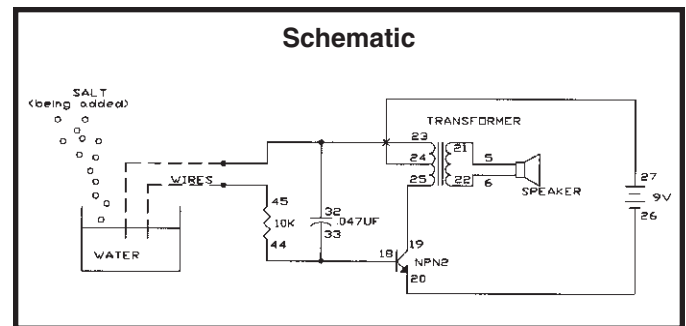 Schematic
SALT
(being added)
TRANSFORMER
23
21
24
5
27
WIRES
25
22
6
SPEAKER
9V
45
26
10K
32
.047UF
44
33
19
18
NPN2
WATER
20